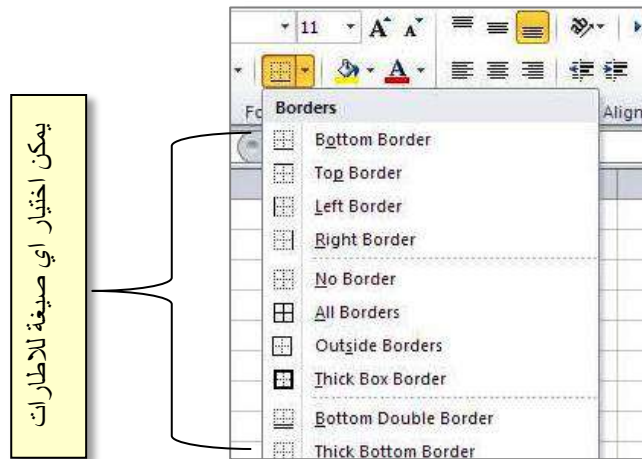 11
Fo
Align
Borders
Bottom Border
Top Border
Left Border
Right Border
No Border
All Borders
Outside Borders
Thick Box Border
Bottom Double Border
Thick Bottom Border
يمكن اختيار اي صيغة للاطارات